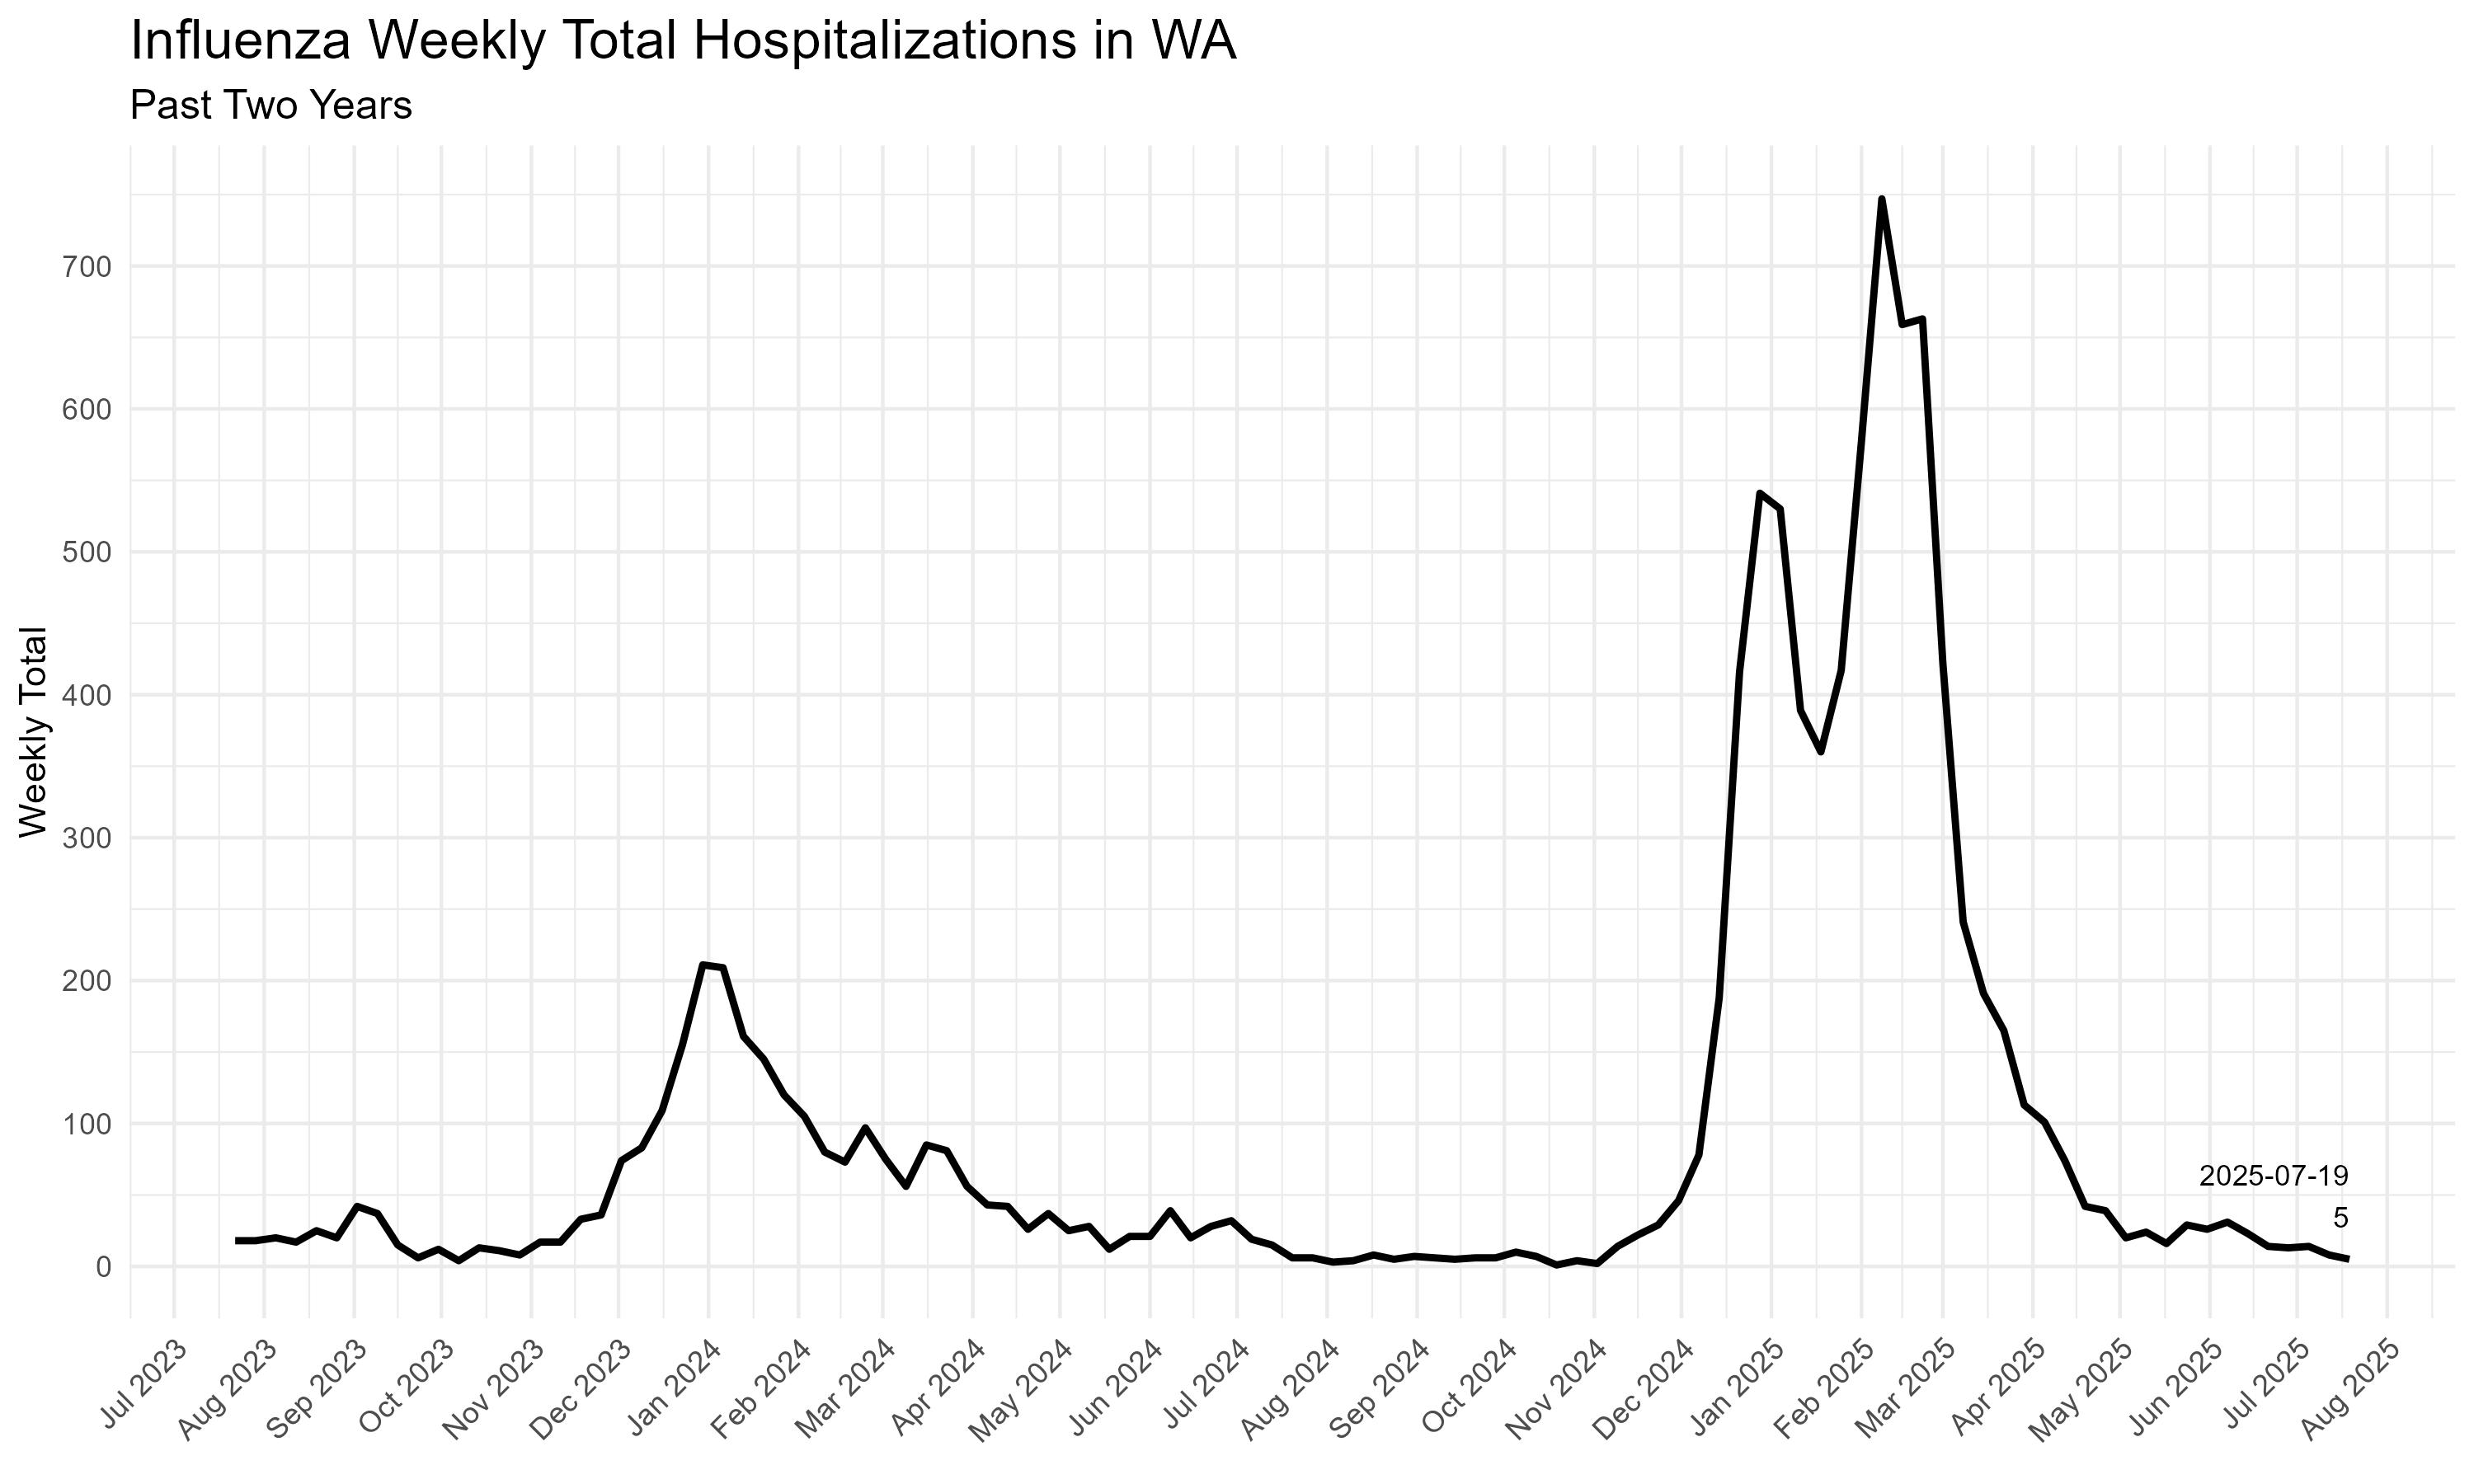 Influenza Weekly Total Hospitalizations in WA
Past Two Years
Weekly Total
700
600
500
400
300
200
100
0
2025-07-19
5
Jul 2023
Aug 2023
Sep 2023
Oct 2023
Nov 2023
Dec 2023
Jan 2024
Feb 2024
Mar 2024
Apr 2024
May 2024
Jun 2024
Jul 2024
Aug 2024
Sep 2024
Oct 2024
Nov 2024
Dec 2024
Jan 2025
Feb 2025
Mar 2025
Apr 2025
May 2025
Jun 2025
Jul 2025
Aug 2025